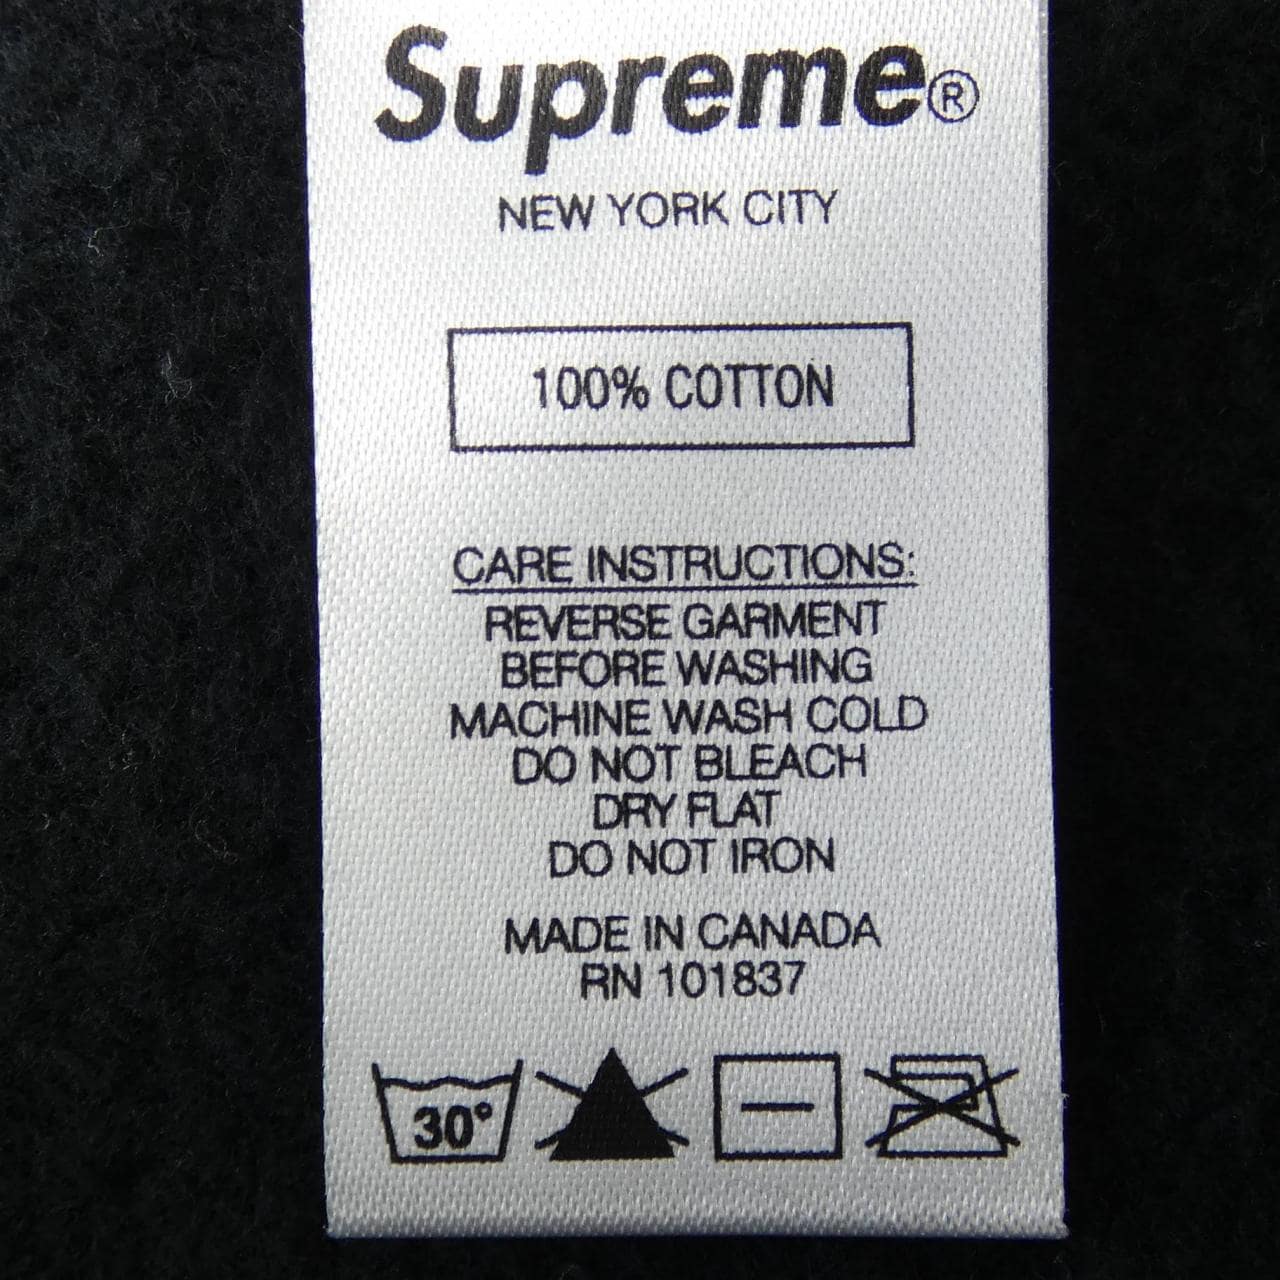 Supreme®
NEW YORK CITY
100% COTTON
CARE INSTRUCTIONS:
REVERSE GARMENT
BEFORE WASHING
MACHINE WASH COLD
DO NOT BLEACH
DRY FLAT
DO NOT IRON
MADE IN CANADA
RN 101837
30°